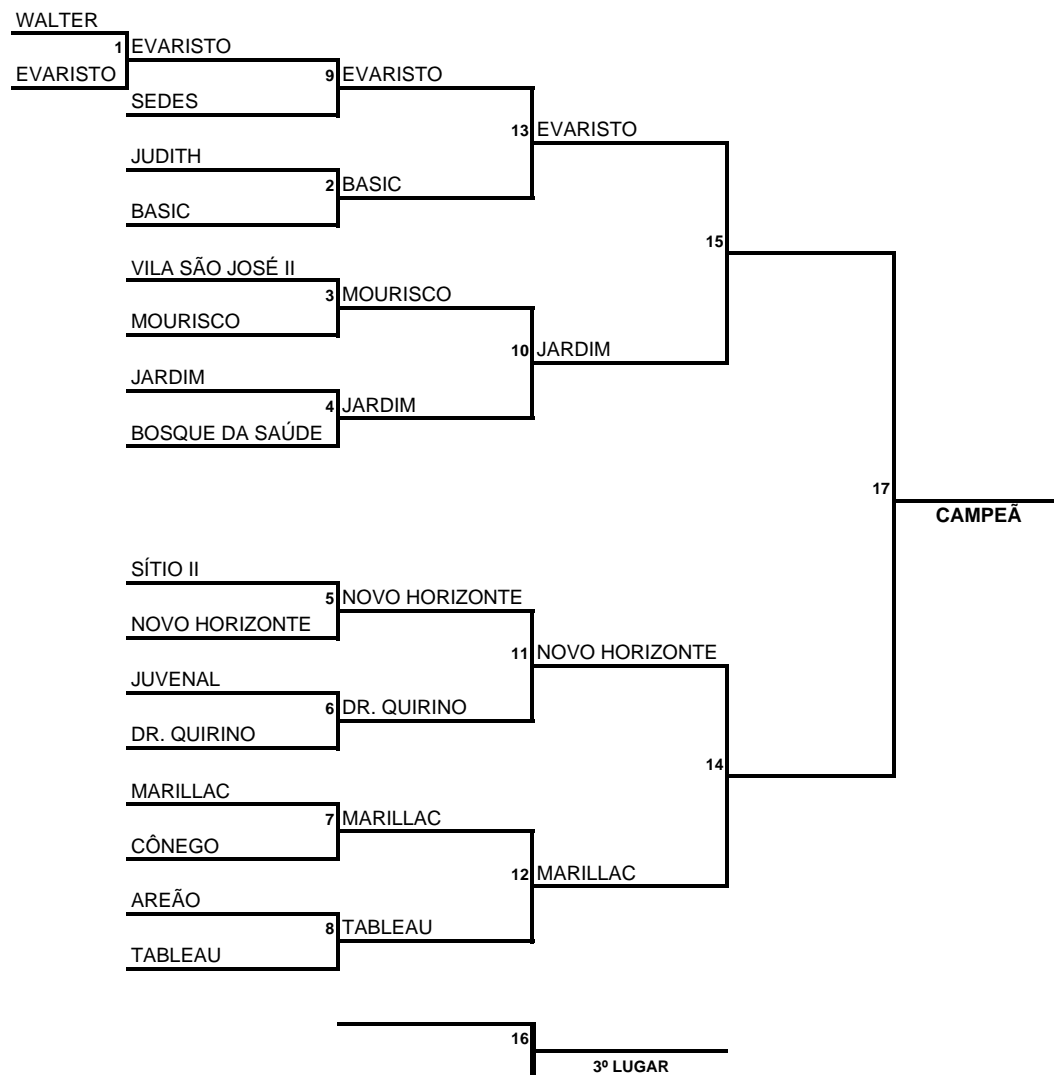 WALTER
1 EVARISTO
EVARISTO
9 EVARISTO
SEDES
13 EVARISTO
JUDITH
2 BASIC
BASIC
15
VILA SÃO JOSÉ II
3 MOURISCO
MOURISCO
10 JARDIM
JARDIM
4 JARDIM
BOSQUE DA SAÚDE
17
CAMPEÃ
SÍTIO II
5 NOVO HORIZONTE
NOVO HORIZONTE
11 NOVO HORIZONTE
JUVENAL
6 DR. QUIRINO
DR. QUIRINO
14
MARILLAC
7 MARILLAC
CÔNEGO
12 MARILLAC
AREÃO
8 TABLEAU
TABLEAU
16
3º LUGAR